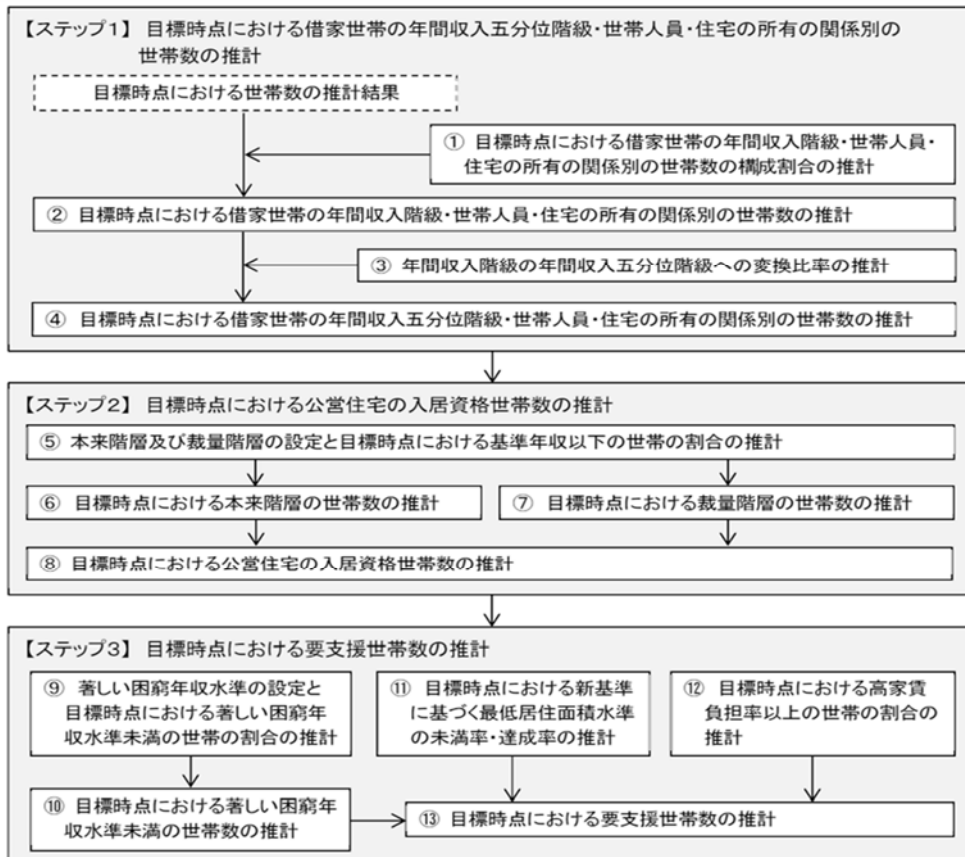 【ステップ1】 目標時点における借家世帯の年間収入五分位階級・世帯人員・住宅の所有の関係別の
世帯数の推計
目標時点における世帯数の推計結果
① 目標時点における借家世帯の年間収入階級・世帯人員・
住宅の所有の関係別の世帯数の構成割合の推計
② 目標時点における借家世帯の年間収入階級・世帯人員・住宅の所有の関係別の世帯数の推計
③ 年間収入階級の年間収入五分位階級への変換比率の推計
④ 目標時点における借家世帯の年間収入五分位階級・世帯人員・住宅の所有の関係別の世帯数の推計
【ステップ2】 目標時点における公営住宅の入居資格世帯数の推計
⑤ 本来階層及び裁量階層の設定と目標時点における基準年収以下の世帯の割合の推計
⑥ 目標時点における本来階層の世帯数の推計
⑦ 目標時点における裁量階層の世帯数の推計
⑧ 目標時点における公営住宅の入居資格世帯数の推計
【ステップ3】 目標時点における要支援世帯数の推計
⑨ 著しい困窮年収水準の設定と
目標時点における著しい困窮年
収水準未満の世帯の割合の推計
⑪ 目標時点における新基準
に基づく最低居住面積水準
の未満率・達成率の推計
⑫ 目標時点における高家賃
負担率以上の世帯の割合の
推計
⑩ 目標時点における著しい困窮年
収水準未満の世帯数の推計
⑬ 目標時点における要支援世帯数の推計